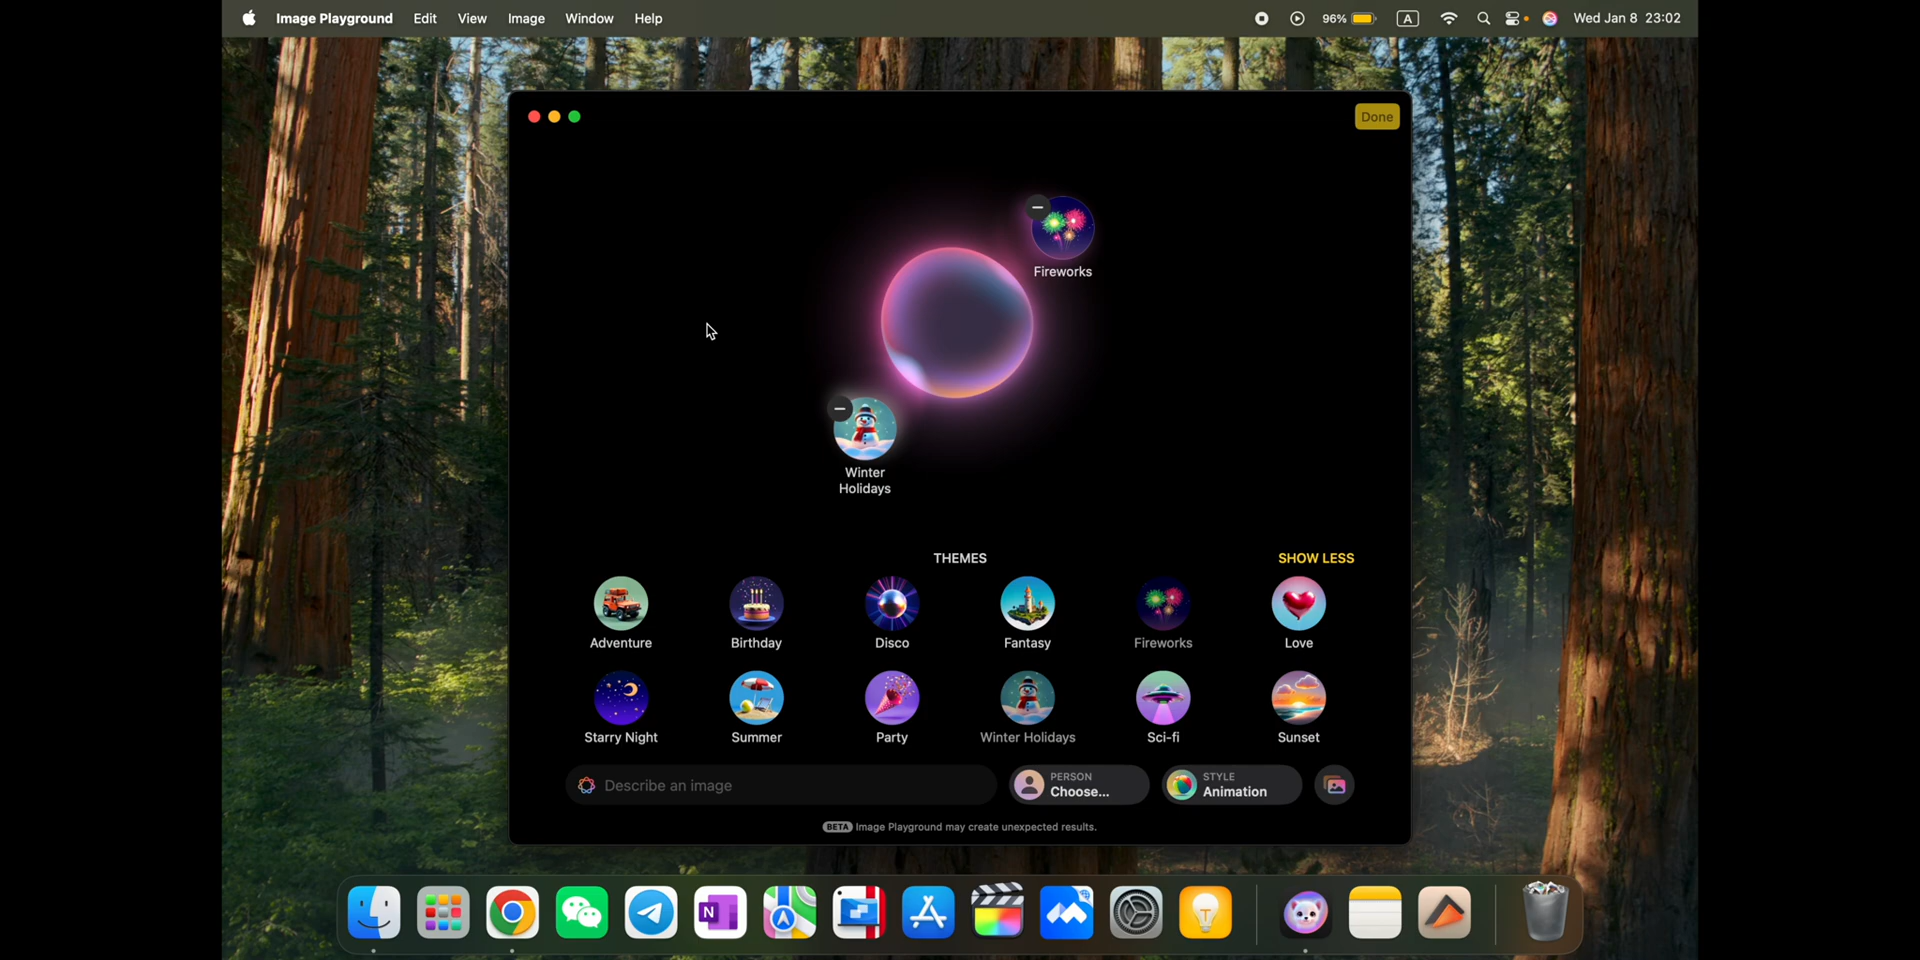 Image Playground Edit View Image Window Help 96% A Wed Jan 8 23:02
Done
Fireworks
Winter
Holidays
THEMES SHOW LESS
Adventure Birthday Disco Fantasy Fireworks Love
Starry Night Summer Party Winter Holidays Sci-fi Sunset
Describe an image
PERSON
Choose...
STYLE
Animation
BETA Image Playground may create unexpected results.
N
T